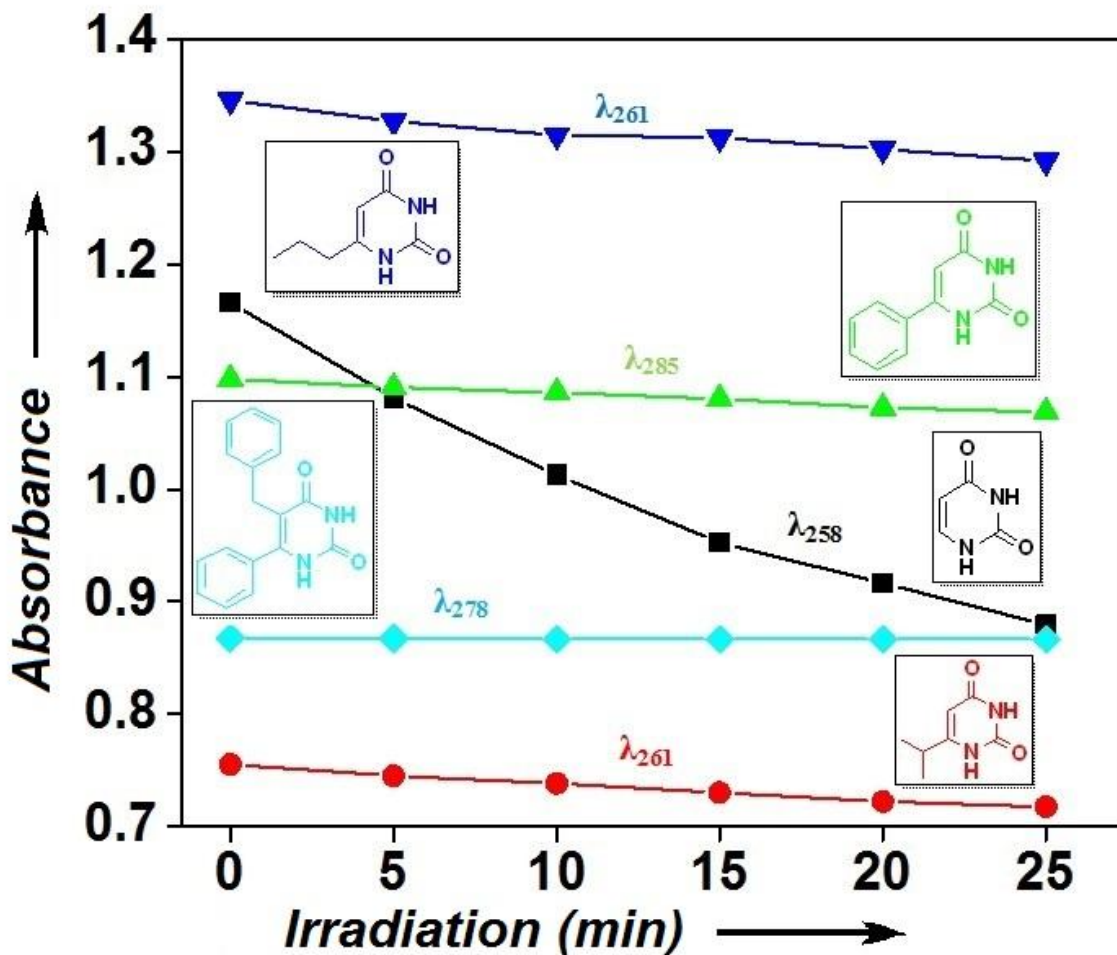 1.4
1.3
1.2
1.1
1.0
0.9
0.8
0.7
Absorbance
0
5
10
15
20
25
Irradiation (min)
λ261
λ285
λ258
λ278
λ261
O
NH
N
H
O
O
NH
N
H
O
O
NH
N
H
O
O
NH
N
H
O
O
NH
N
H
O